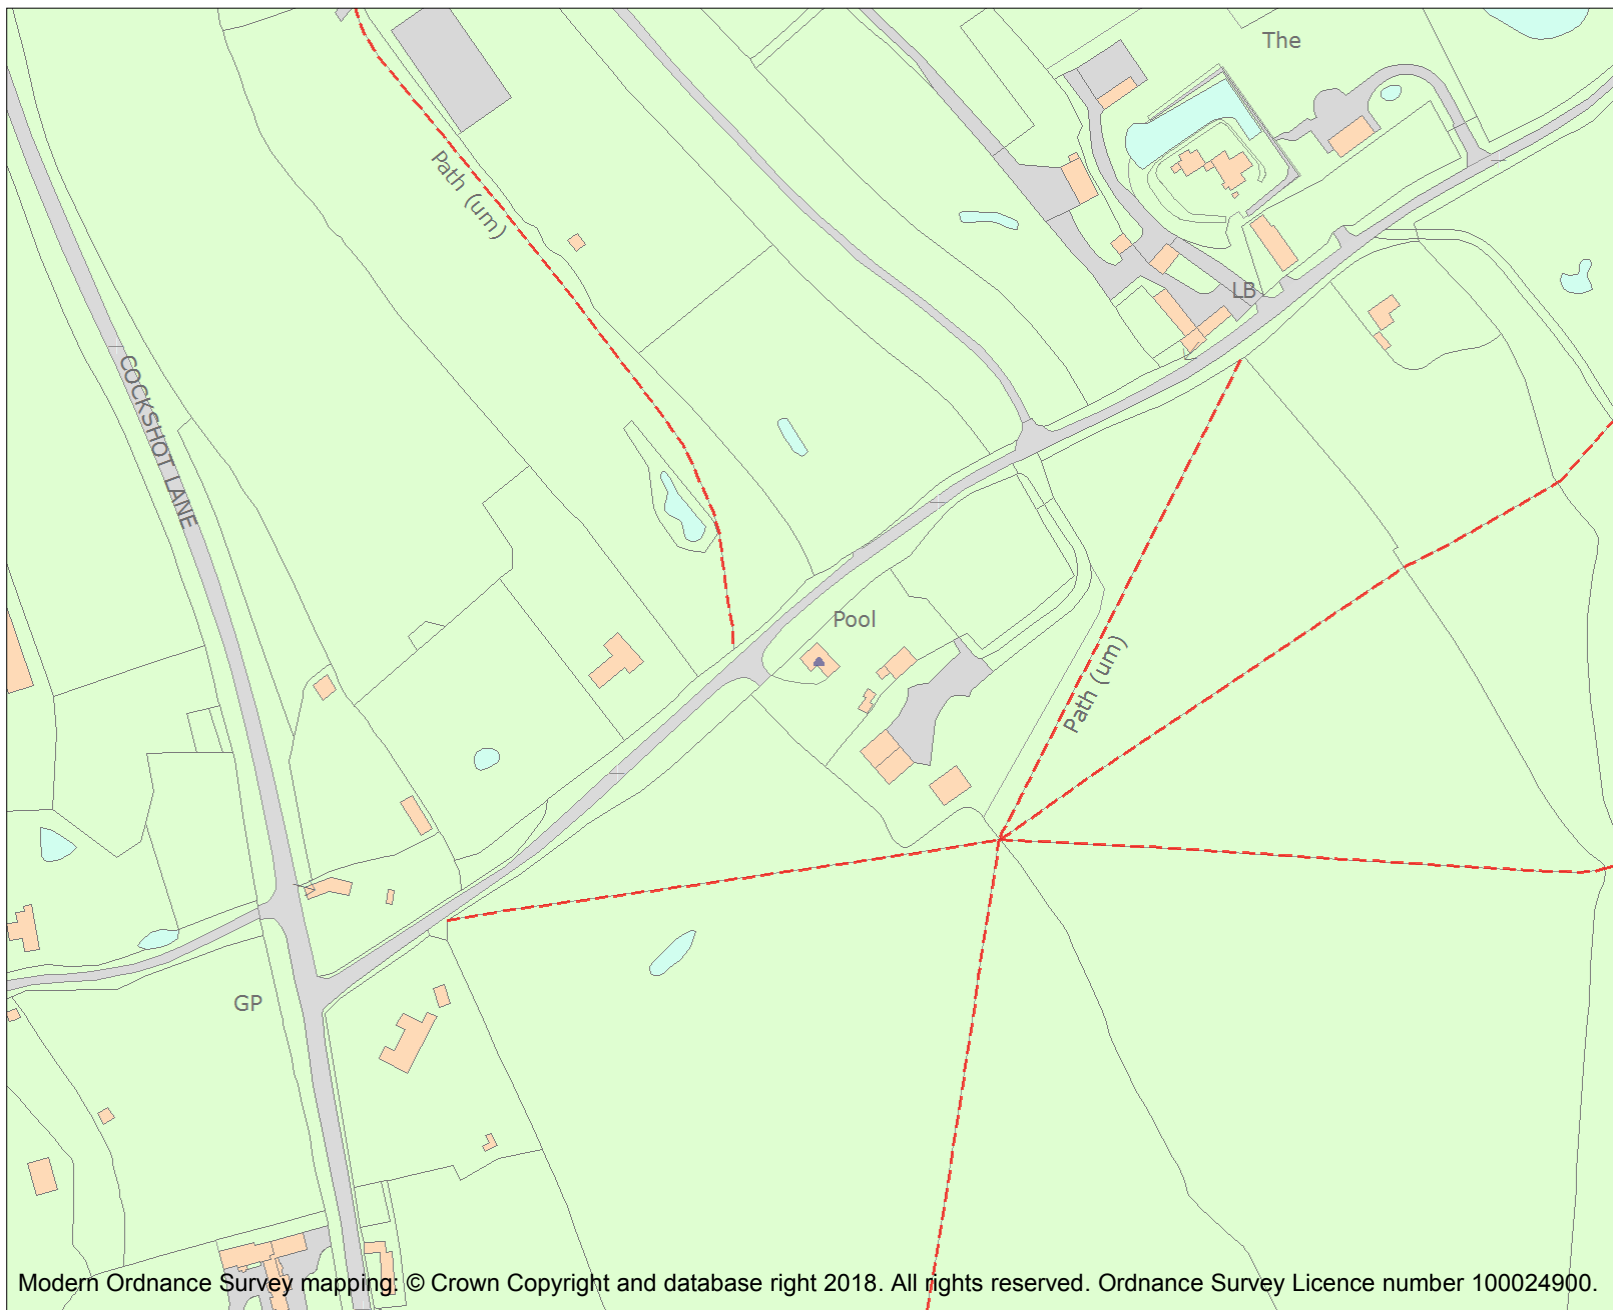 The
Path (um)
LB
COCKSHOT LANE
Pool
Path (um)
GP
Modern Ordnance Survey mapping: © Crown Copyright and database right 2018. All rights reserved. Ordnance Survey Licence number 100024900.